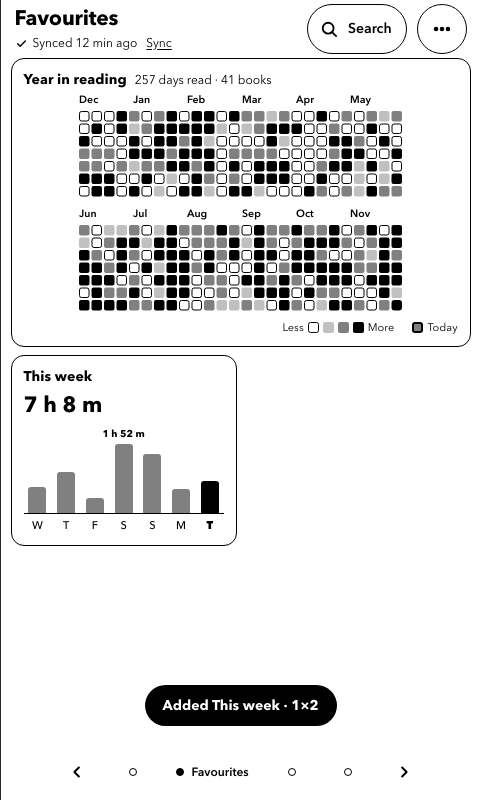 Favourites
Synced 12 min ago Sync
Search
Year in reading 257 days read · 41 books
Dec Jan Feb Mar Apr May
Jun Jul Aug Sep Oct Nov
Less More Today
This week
7 h 8 m
1 h 52 m
W T F S S M T
Added This week · 1×2
Favourites